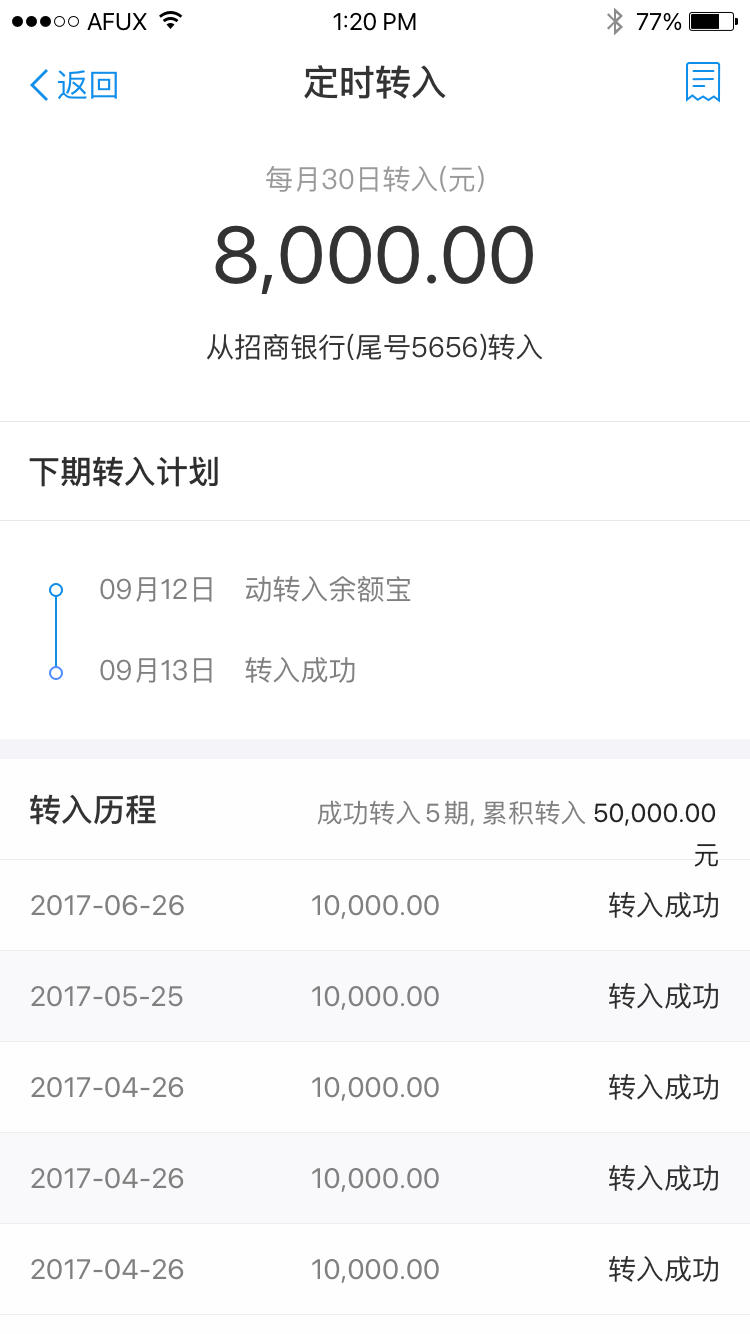 AFUX 1:20 PM 77%
返回 定时转入
每月30日转入(元)
8,000.00
从招商银行(尾号5656)转入
下期转入计划
09月12日 动转入余额宝
09月13日 转入成功
转入历程 成功转入5期, 累积转入 50,000.00
元
2017-06-26 10,000.00 转入成功
2017-05-25 10,000.00 转入成功
2017-04-26 10,000.00 转入成功
2017-04-26 10,000.00 转入成功
2017-04-26 10,000.00 转入成功